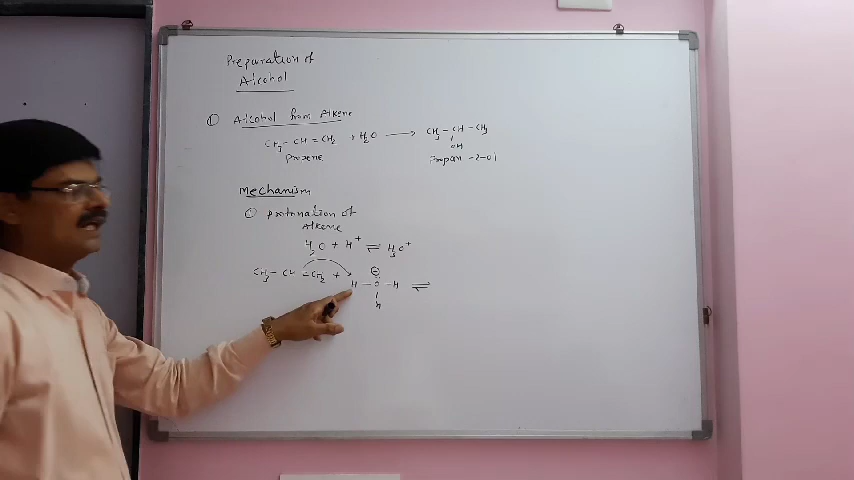 Preparation of
Alcohol
① Alcohol from Alkene
CH₃ – CH = CH₂ + H₂O ⟶ CH₃ – CH – CH₃
OH
Propene Propan-2-ol
Mechanism
① Protonation of
Alkene
H₂O + H⁺ ⇌ H₃O⁺
CH₃ – CH = CH₂ + H – O – H ⇌
H